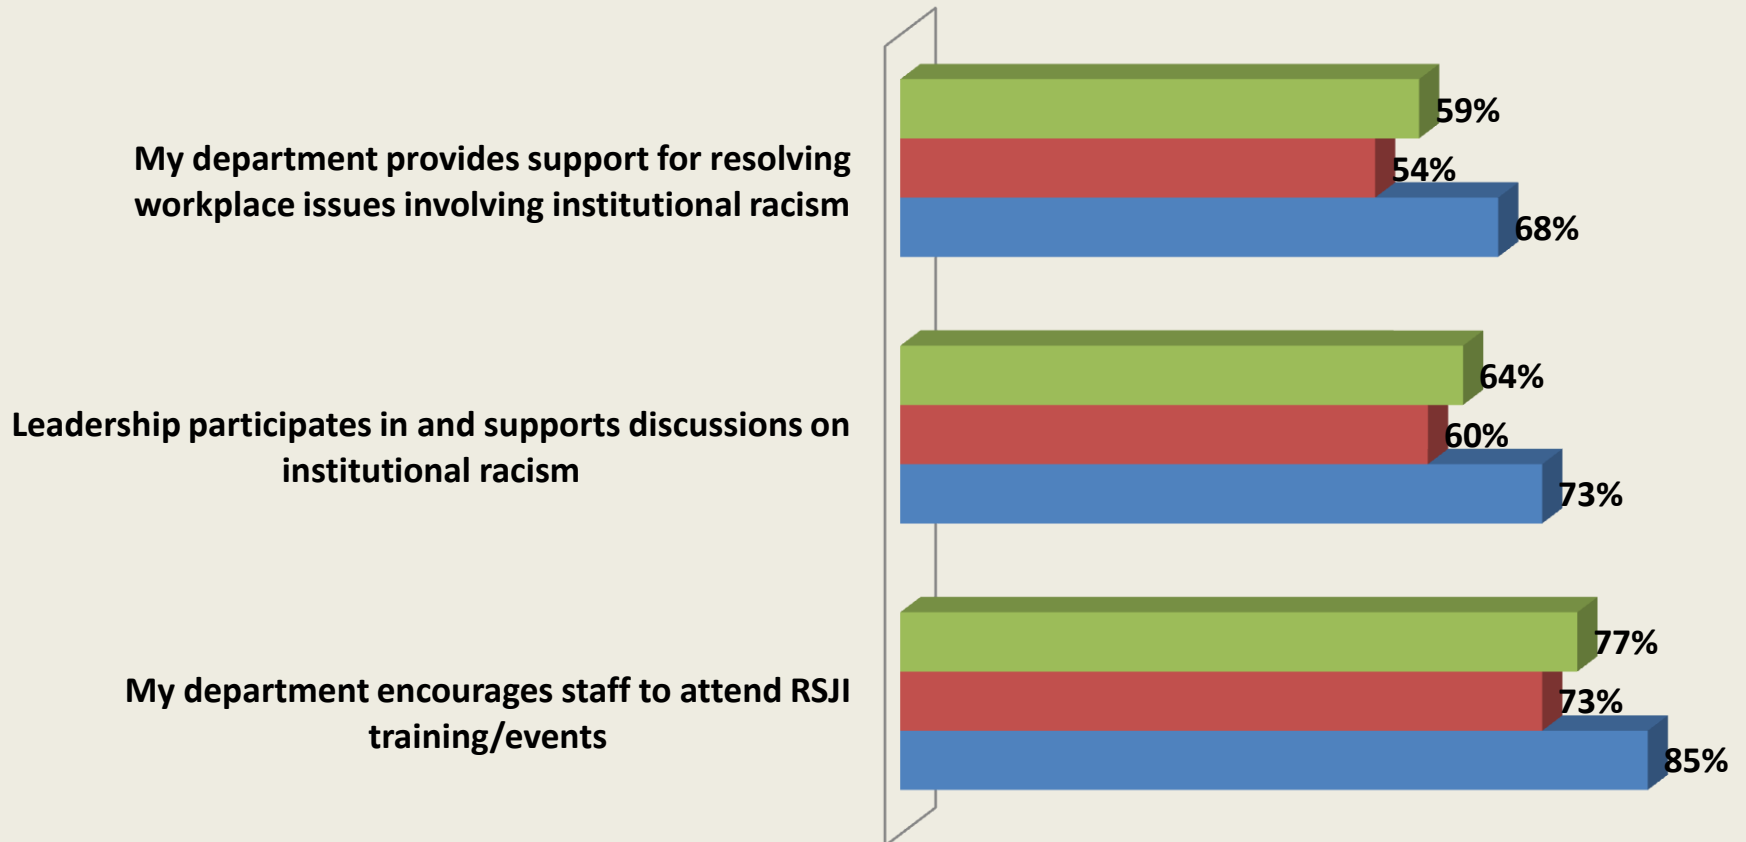 My department provides support for resolving
workplace issues involving institutional racism
59%
54%
68%
Leadership participates in and supports discussions on
institutional racism
64%
60%
73%
My department encourages staff to attend RSJI
training/events
77%
73%
85%